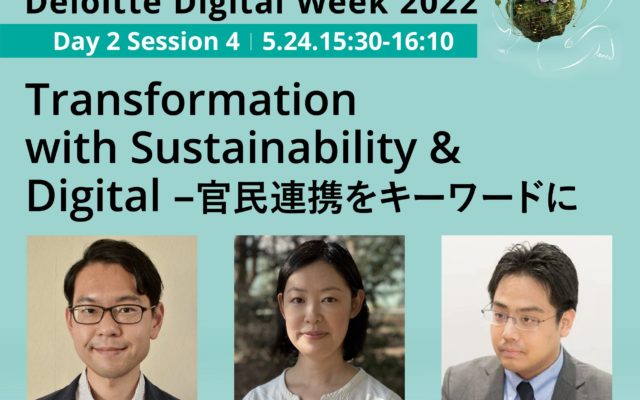 Deloitte Digital Week 2022
Day 2 Session 4 | 5.24.15:30-16:10
Transformation
with Sustainability &
Digital –官民連携をキーワードに